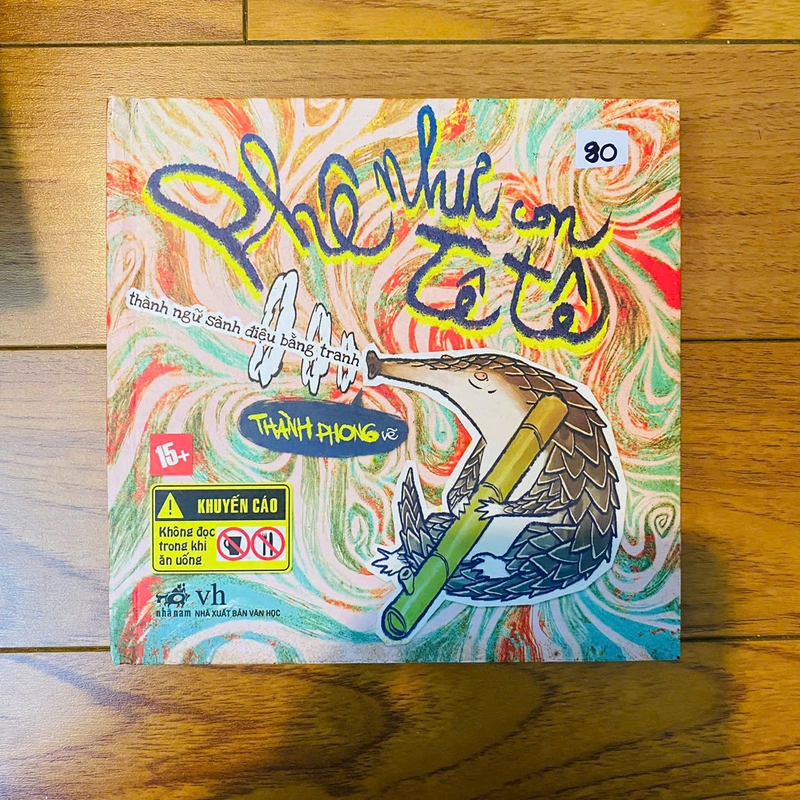 80
Phê như con
tê tê
thành ngữ sành điệu bằng tranh
THÀNH PHONG vẽ
15+
KHUYẾN CÁO
Không đọc
trong khi
ăn uống
nhã nam
vh
NHÀ XUẤT BẢN VĂN HỌC